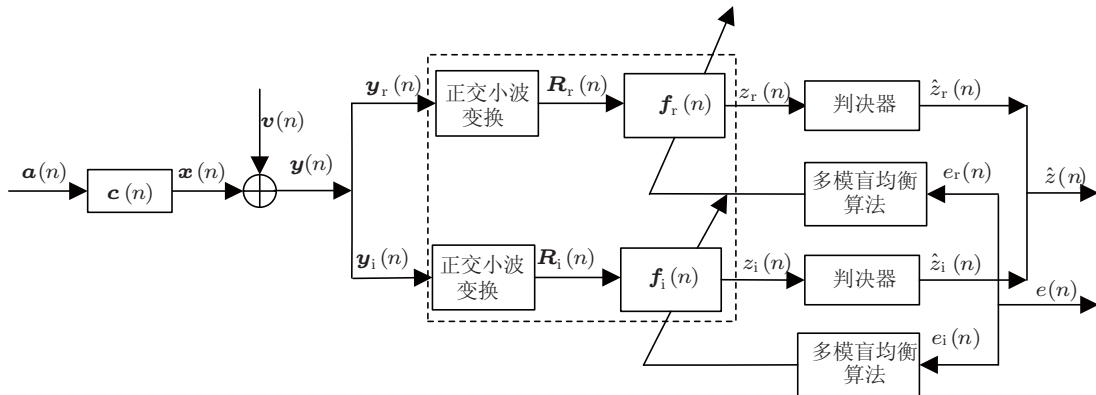 a(n)
c(n)
x(n)
v(n)
y(n)
y_r(n)
正交小波
变换
R_r(n)
f_r(n)
z_r(n)
判决器
ẑ_r(n)
多模盲均衡
算法
e_r(n)
ẑ(n)
y_i(n)
正交小波
变换
R_i(n)
f_i(n)
z_i(n)
判决器
ẑ_i(n)
e(n)
多模盲均衡
算法
e_i(n)